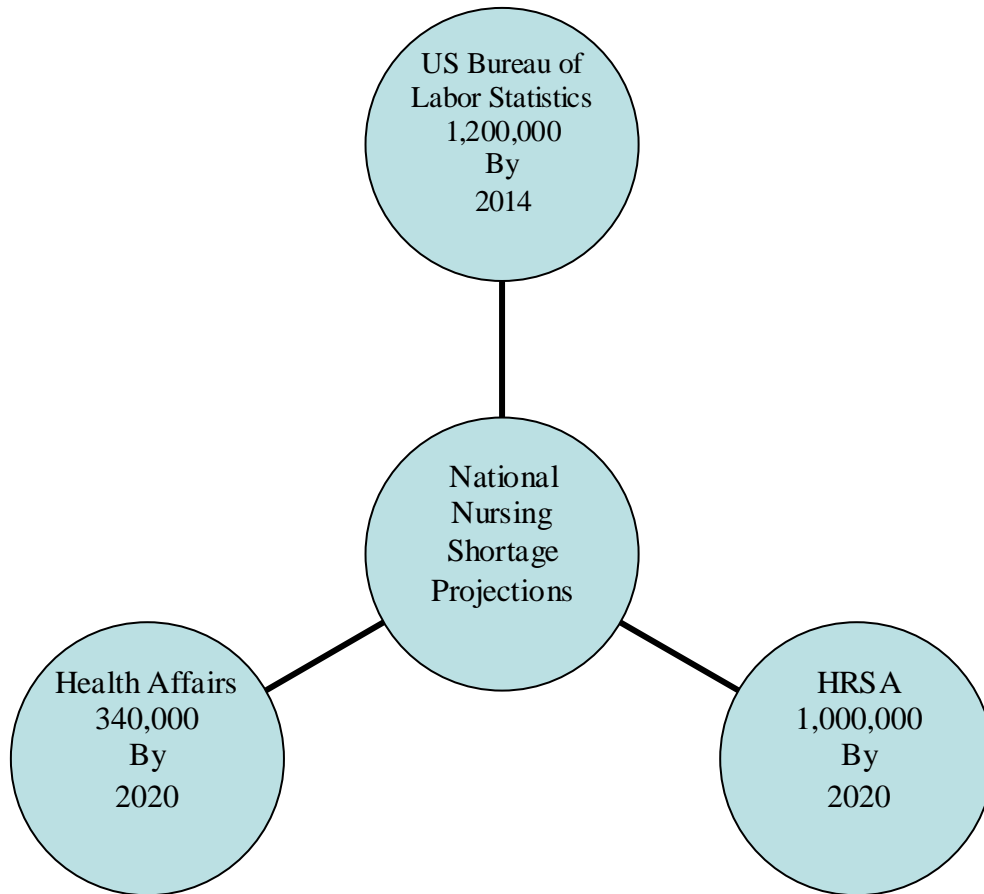 US Bureau of
Labor Statistics
1,200,000
By
2014
National
Nursing
Shortage
Projections
Health Affairs
340,000
By
2020
HRSA
1,000,000
By
2020